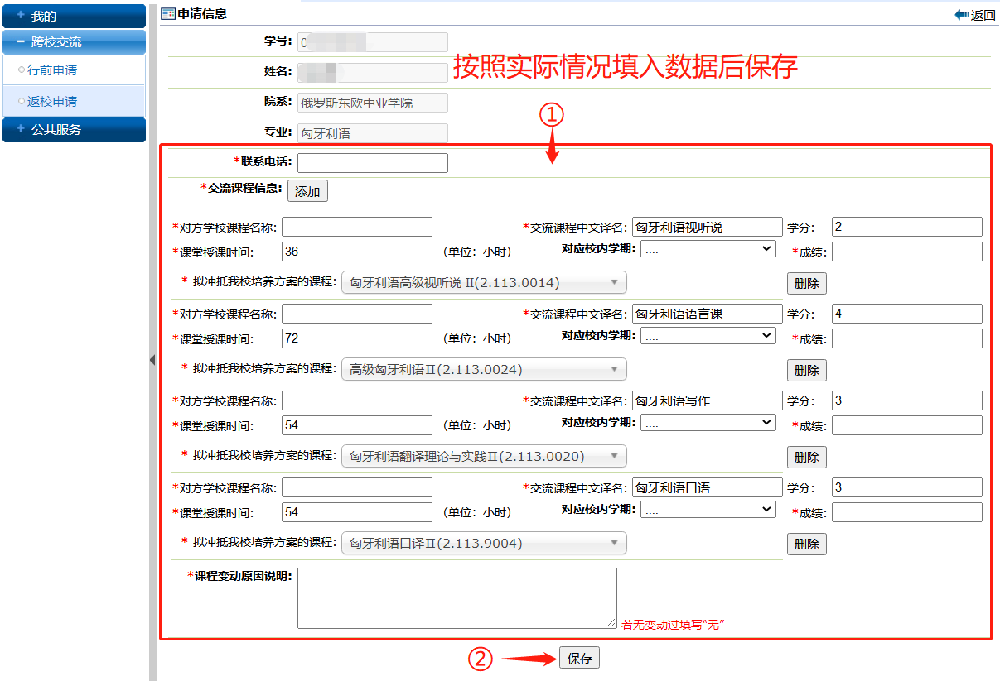 我的
跨校交流
行前申请
返校申请
公共服务
申请信息
返回
学号:
姓名:
按照实际情况填入数据后保存
院系: 俄罗斯东欧中亚学院
专业: 匈牙利语
①
*联系电话:
*交流课程信息: 添加
*对方学校课程名称: *交流课程中文译名: 匈牙利语视听说 学分: 2
*课堂授课时间: 36 (单位: 小时) 对应校内学期: .... *成绩:
* 拟冲抵我校培养方案的课程: 匈牙利语高级视听说 II(2.113.0014) 删除
*对方学校课程名称: *交流课程中文译名: 匈牙利语语言课 学分: 4
*课堂授课时间: 72 (单位: 小时) 对应校内学期: .... *成绩:
* 拟冲抵我校培养方案的课程: 高级匈牙利语Ⅱ(2.113.0024) 删除
*对方学校课程名称: *交流课程中文译名: 匈牙利语写作 学分: 3
*课堂授课时间: 54 (单位: 小时) 对应校内学期: .... *成绩:
* 拟冲抵我校培养方案的课程: 匈牙利语翻译理论与实践Ⅱ(2.113.0020) 删除
*对方学校课程名称: *交流课程中文译名: 匈牙利语口语 学分: 3
*课堂授课时间: 54 (单位: 小时) 对应校内学期: .... *成绩:
* 拟冲抵我校培养方案的课程: 匈牙利语口译Ⅱ(2.113.9004) 删除
*课程变动原因说明:
若无变动过填写“无”
② 保存